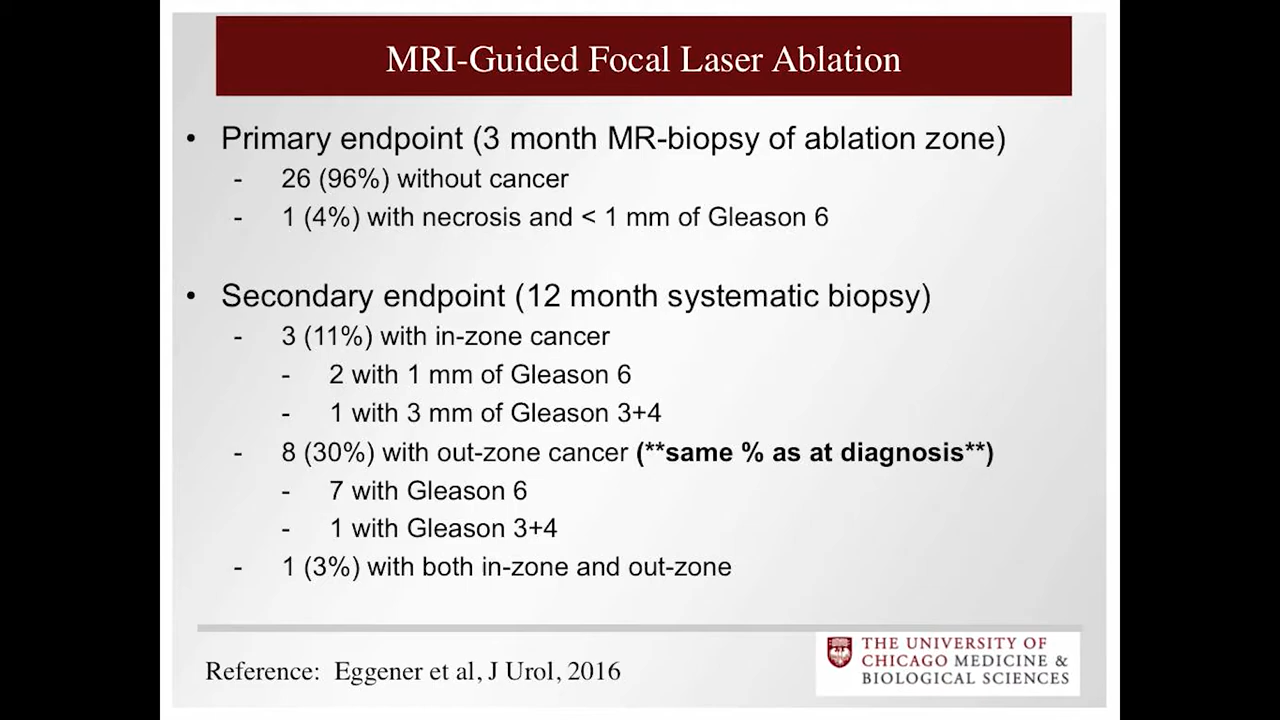 MRI-Guided Focal Laser Ablation
• Primary endpoint (3 month MR-biopsy of ablation zone)
- 26 (96%) without cancer
- 1 (4%) with necrosis and < 1 mm of Gleason 6
• Secondary endpoint (12 month systematic biopsy)
- 3 (11%) with in-zone cancer
- 2 with 1 mm of Gleason 6
- 1 with 3 mm of Gleason 3+4
- 8 (30%) with out-zone cancer (**same % as at diagnosis**)
- 7 with Gleason 6
- 1 with Gleason 3+4
- 1 (3%) with both in-zone and out-zone
Reference: Eggener et al, J Urol, 2016
THE UNIVERSITY OF
CHICAGO MEDICINE &
BIOLOGICAL SCIENCES